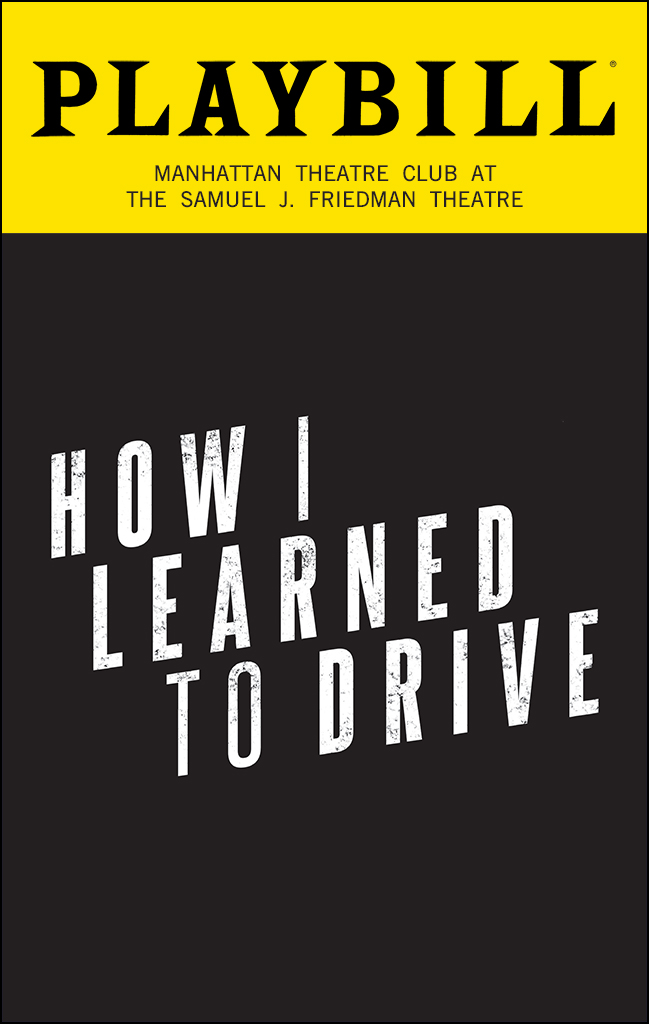 PLAYBILL®
MANHATTAN THEATRE CLUB AT
THE SAMUEL J. FRIEDMAN THEATRE
HOW I
LEARNED
TO DRIVE